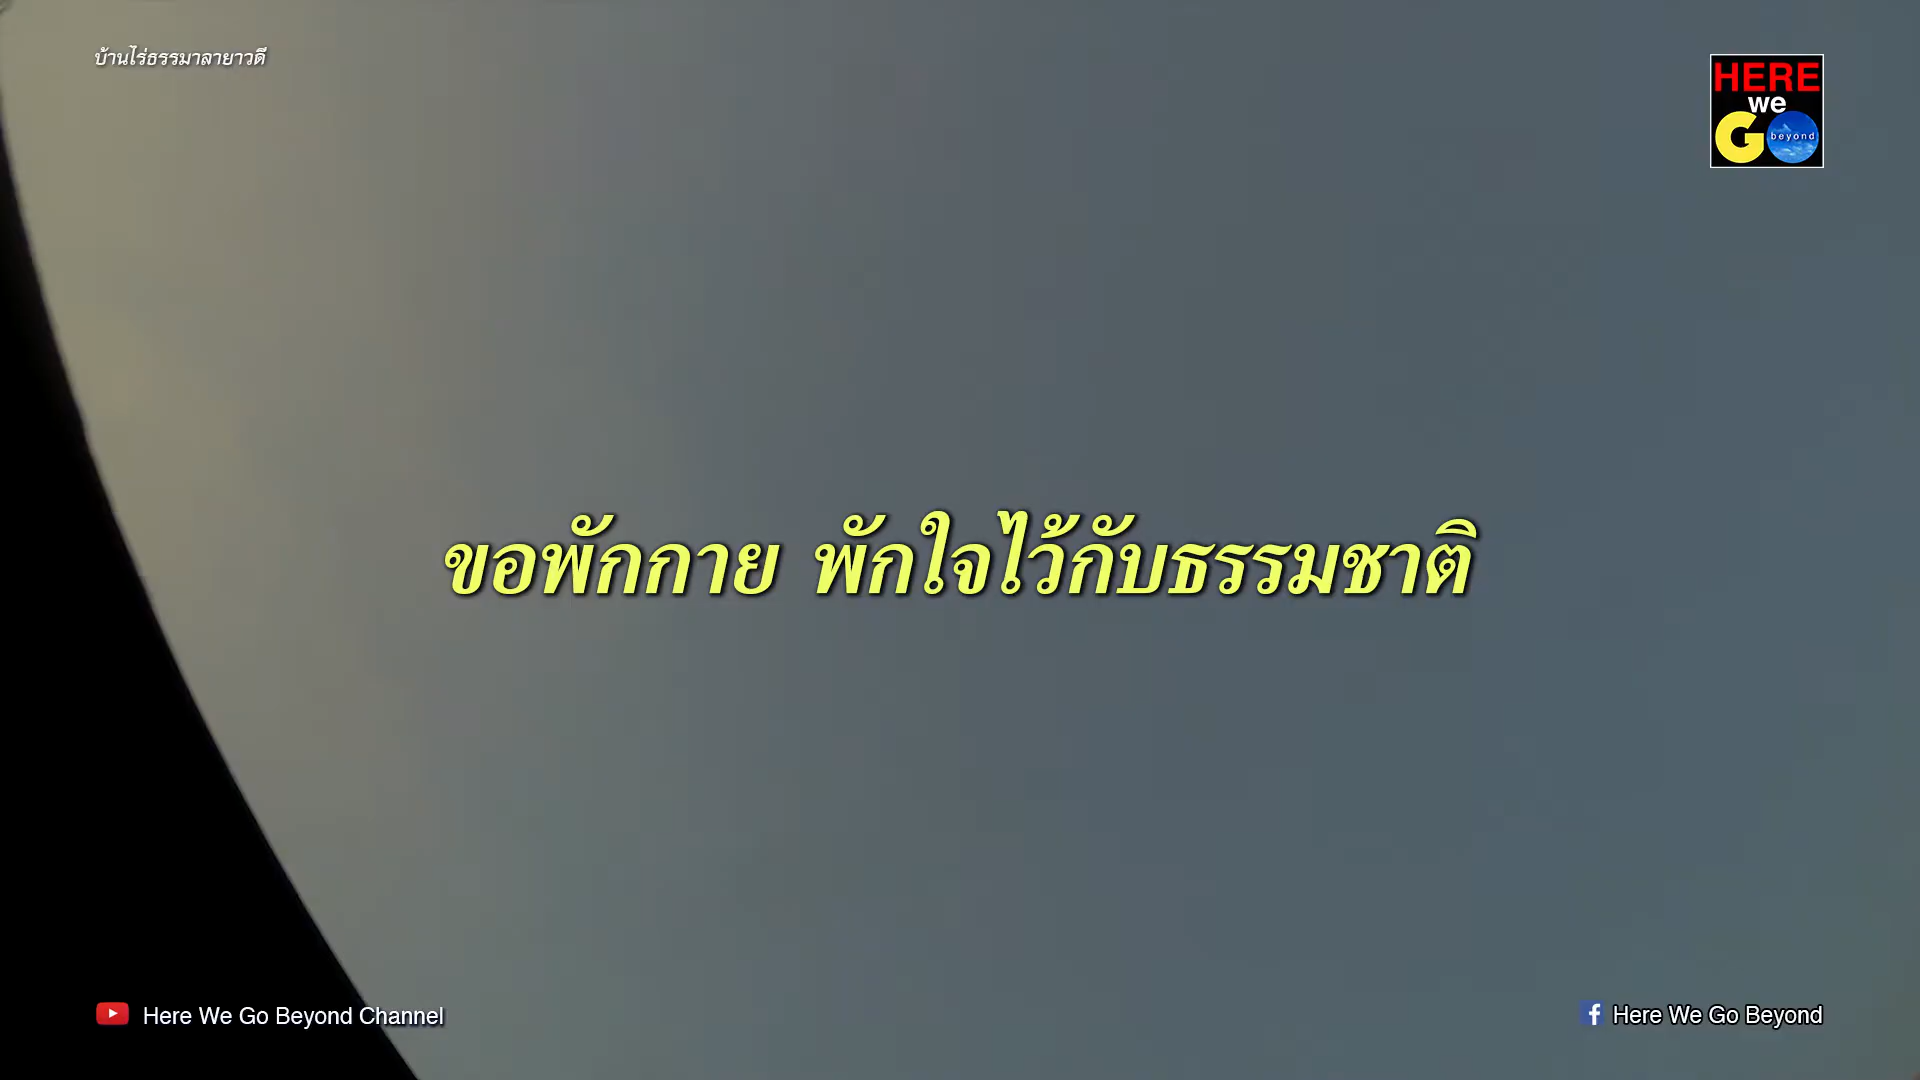 บ้านไร่ธรรมาลายาวดี
HERE
we
GO
beyond
ขอพักกาย พักใจไว้กับธรรมชาติ
Here We Go Beyond Channel
Here We Go Beyond